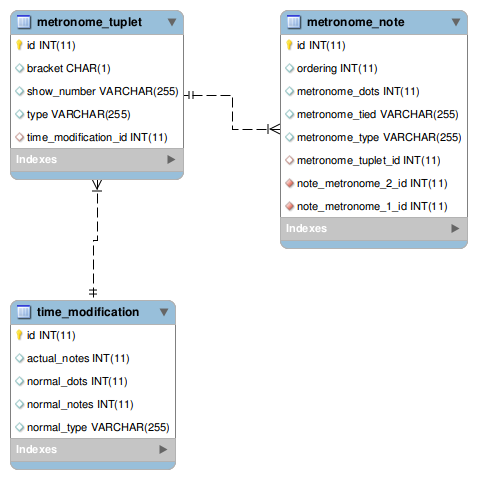 metronome_tuplet
id INT(11)
bracket CHAR(1)
show_number VARCHAR(255)
type VARCHAR(255)
time_modification_id INT(11)
Indexes
metronome_note
id INT(11)
ordering INT(11)
metronome_dots INT(11)
metronome_tied VARCHAR(255)
metronome_type VARCHAR(255)
metronome_tuplet_id INT(11)
note_metronome_2_id INT(11)
note_metronome_1_id INT(11)
Indexes
time_modification
id INT(11)
actual_notes INT(11)
normal_dots INT(11)
normal_notes INT(11)
normal_type VARCHAR(255)
Indexes